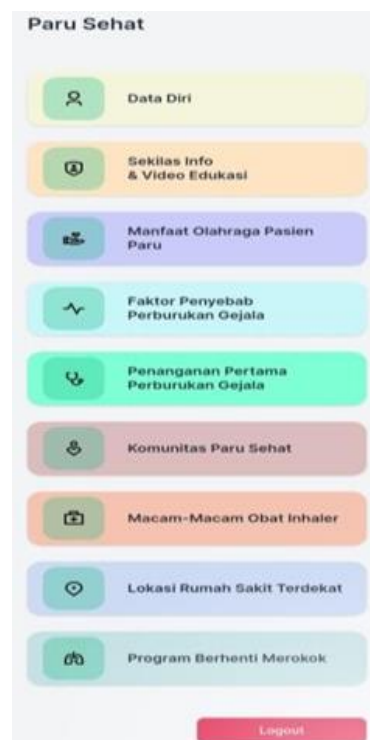 Paru Sehat
Data Diri
Sekilas Info
& Video Edukasi
Manfaat Olahraga Pasien
Paru
Faktor Penyebab
Perburukan Gejala
Penanganan Pertama
Perburukan Gejala
Komunitas Paru Sehat
Macam-Macam Obat Inhaler
Lokasi Rumah Sakit Terdekat
Program Berhenti Merokok
Logout